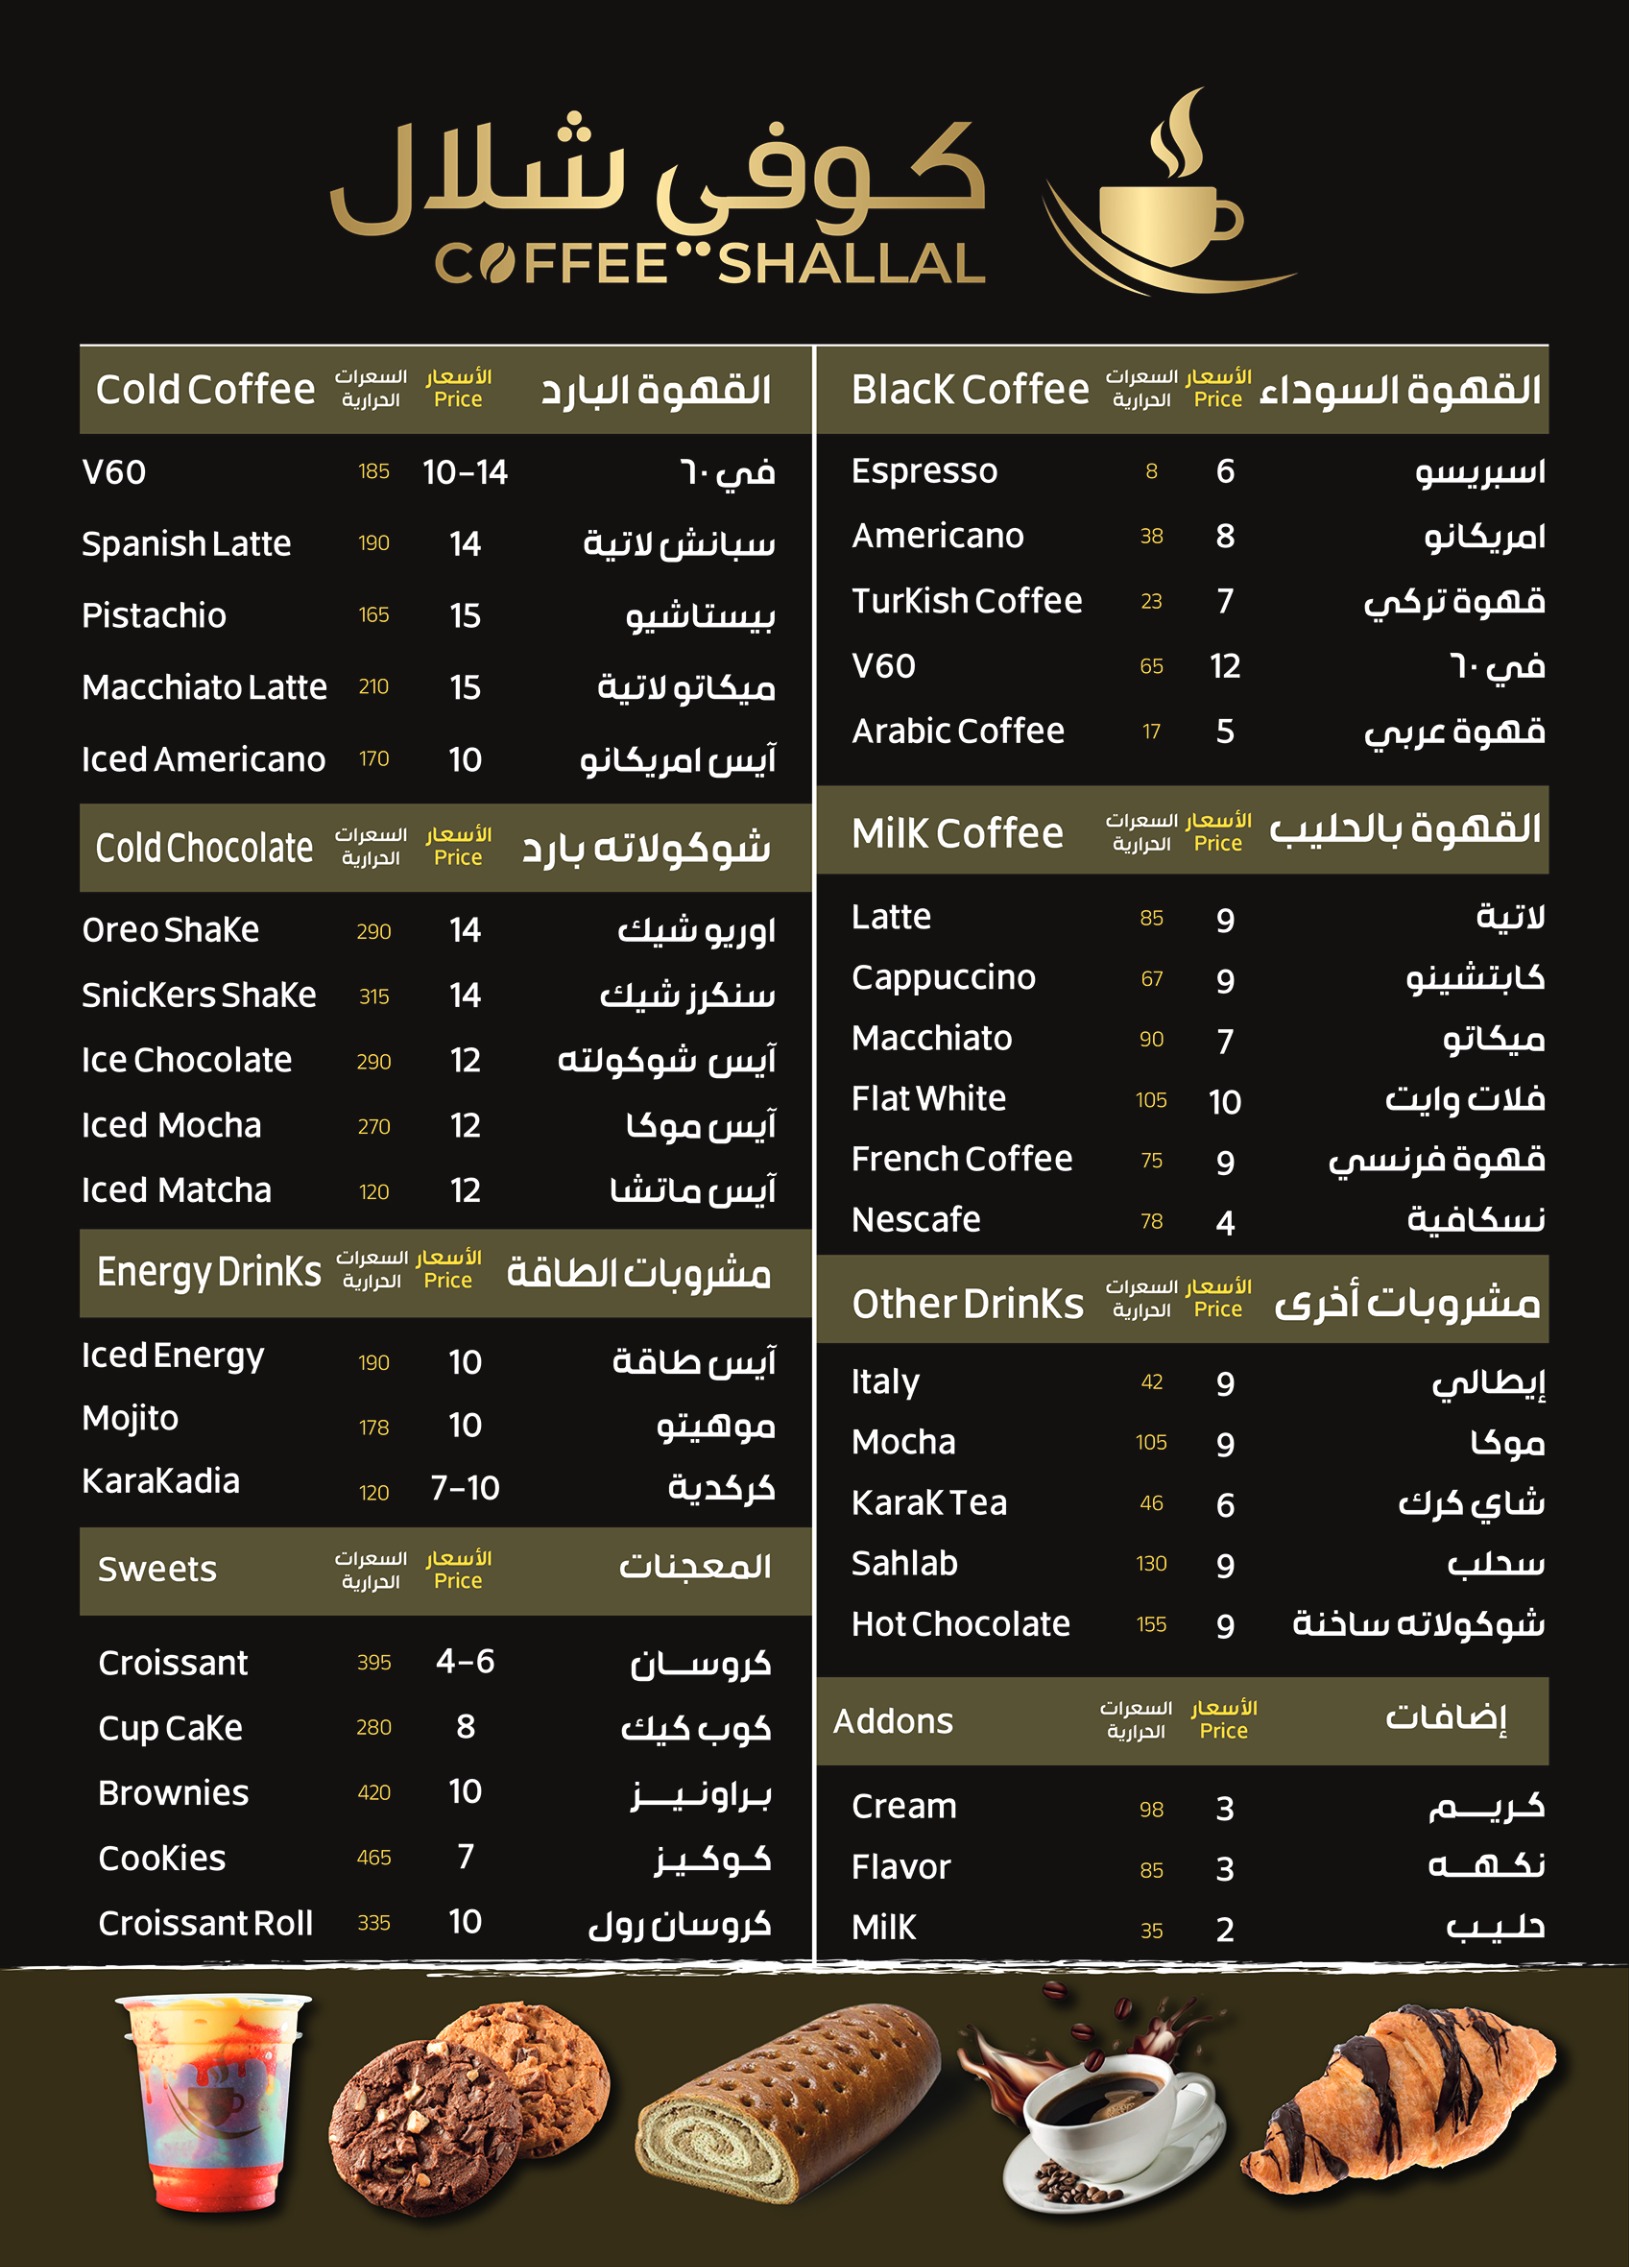 كوفي شلال
COFFEE SHALLAL
Cold Coffee السعرات الحرارية الأسعار Price القهوة البارد
V60 185 10-14 في ٦٠
Spanish Latte 190 14 سبانش لاتية
Pistachio 165 15 بيستاشيو
Macchiato Latte 210 15 ميكاتو لاتية
Iced Americano 170 10 آيس امريكانو
Cold Chocolate السعرات الحرارية الأسعار Price شوكولاته بارد
Oreo ShaKe 290 14 اوريو شيك
SnicKers ShaKe 315 14 سنكرز شيك
Ice Chocolate 290 12 آيس شوكولته
Iced Mocha 270 12 آيس موكا
Iced Matcha 120 12 آيس ماتشا
Energy DrinKs السعرات الحرارية الأسعار Price مشروبات الطاقة
Iced Energy 190 10 آيس طاقة
Mojito 178 10 موهيتو
KaraKadia 120 7-10 كركدية
Sweets السعرات الحرارية الأسعار Price المعجنات
Croissant 395 4-6 كروســان
Cup CaKe 280 8 كوب كيك
Brownies 420 10 براونـيــز
CooKies 465 7 كـوكـيـز
Croissant Roll 335 10 كروسان رول
BlacK Coffee السعرات الحرارية الأسعار Price القهوة السوداء
Espresso 8 6 اسبريسو
Americano 38 8 امريكانو
TurKish Coffee 23 7 قهوة تركي
V60 65 12 في ٦٠
Arabic Coffee 17 5 قهوة عربي
MilK Coffee السعرات الحرارية الأسعار Price القهوة بالحليب
Latte 85 9 لاتية
Cappuccino 67 9 كابتشينو
Macchiato 90 7 ميكاتو
Flat White 105 10 فلات وايت
French Coffee 75 9 قهوة فرنسي
Nescafe 78 4 نسكافية
Other DrinKs السعرات الحرارية الأسعار Price مشروبات أخرى
Italy 42 9 إيطالي
Mocha 105 9 موكا
KaraK Tea 46 6 شاي كرك
Sahlab 130 9 سحلب
Hot Chocolate 155 9 شوكولاته ساخنة
Addons السعرات الحرارية الأسعار Price إضافات
Cream 98 3 كـريــم
Flavor 85 3 نكـهــه
MilK 35 2 حلـيـب